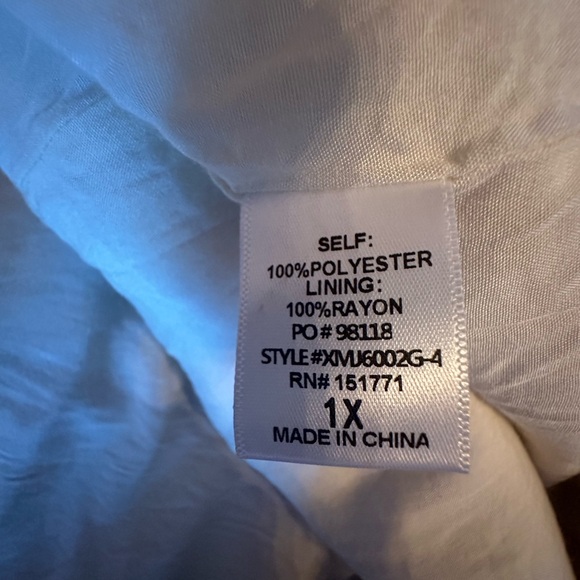 SELF:
100%POLYESTER
LINING:
100%RAYON
PO# 98118
STYLE#XMJ6002G-4
RN# 151771
1X
MADE IN CHINA